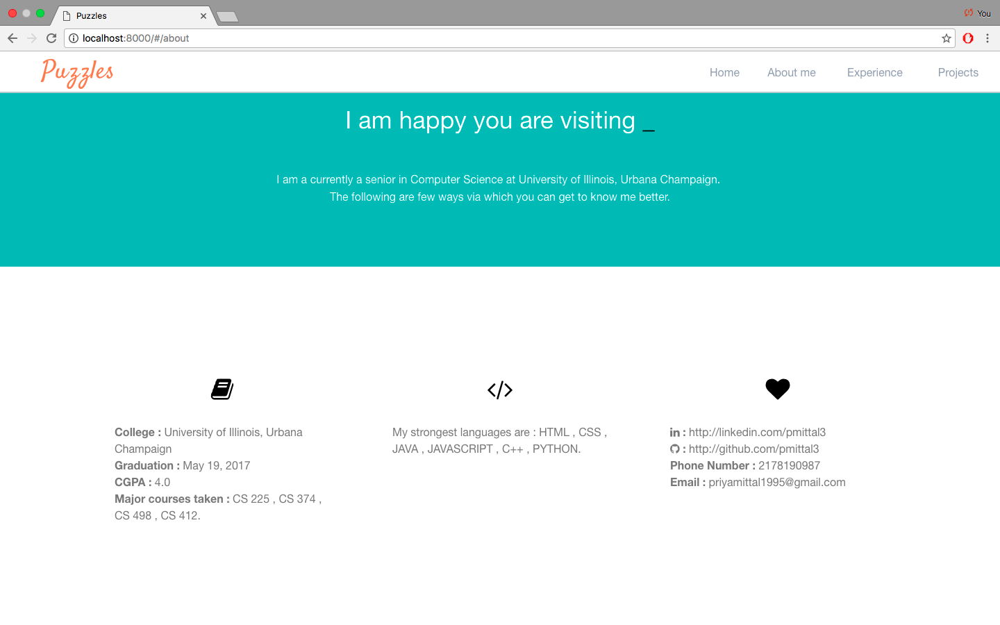 Puzzles
You
localhost:8000/#/about
Puzzles
Home About me Experience Projects
I am happy you are visiting _
I am a currently a senior in Computer Science at University of Illinois, Urbana Champaign.
The following are few ways via which you can get to know me better.
</>
College : University of Illinois, Urbana
Champaign
Graduation : May 19, 2017
CGPA : 4.0
Major courses taken : CS 225 , CS 374 ,
CS 498 , CS 412.
My strongest languages are : HTML , CSS ,
JAVA , JAVASCRIPT , C++ , PYTHON.
in : http://linkedin.com/pmittal3
: http://github.com/pmittal3
Phone Number : 2178190987
Email : priyamittal1995@gmail.com